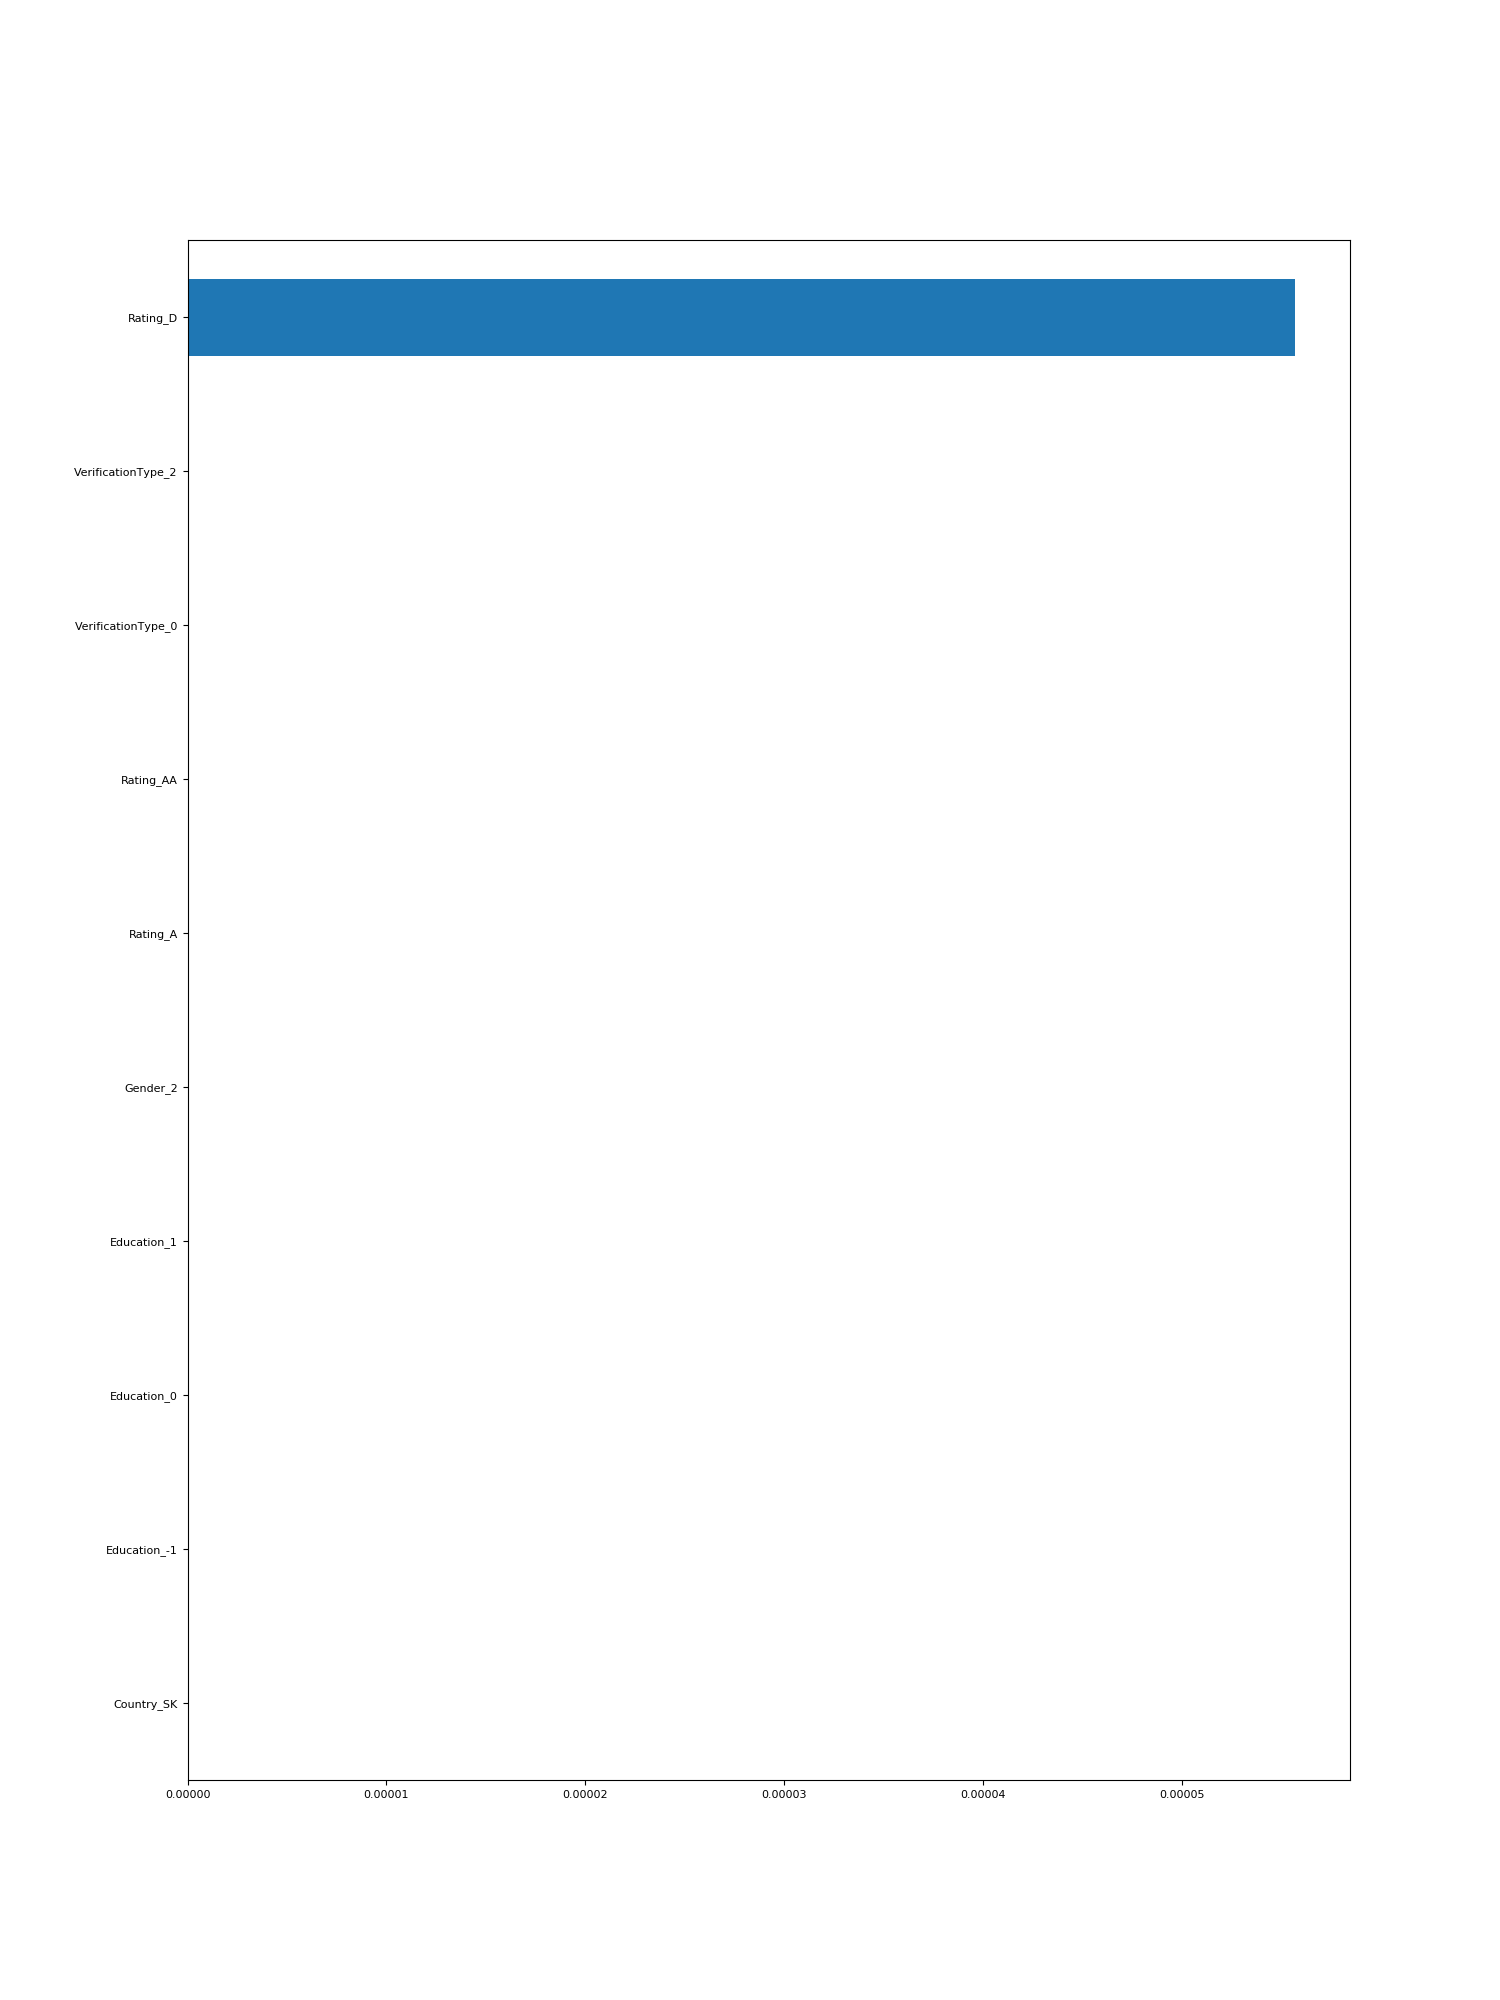 Rating_D
VerificationType_2
VerificationType_0
Rating_AA
Rating_A
Gender_2
Education_1
Education_0
Education_-1
Country_SK
0.00000 0.00001 0.00002 0.00003 0.00004 0.00005